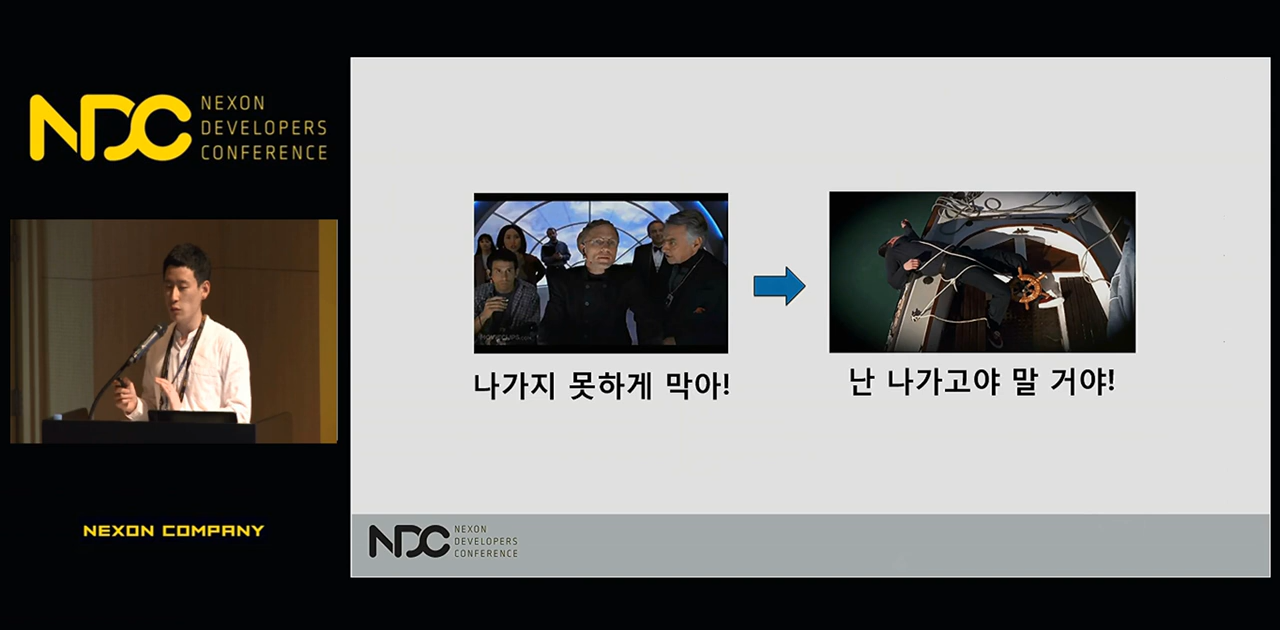 NDC
NEXON
DEVELOPERS
CONFERENCE
나가지 못하게 막아!
난 나가고야 말 거야!
NEXON COMPANY
NDC
NEXON
DEVELOPERS
CONFERENCE